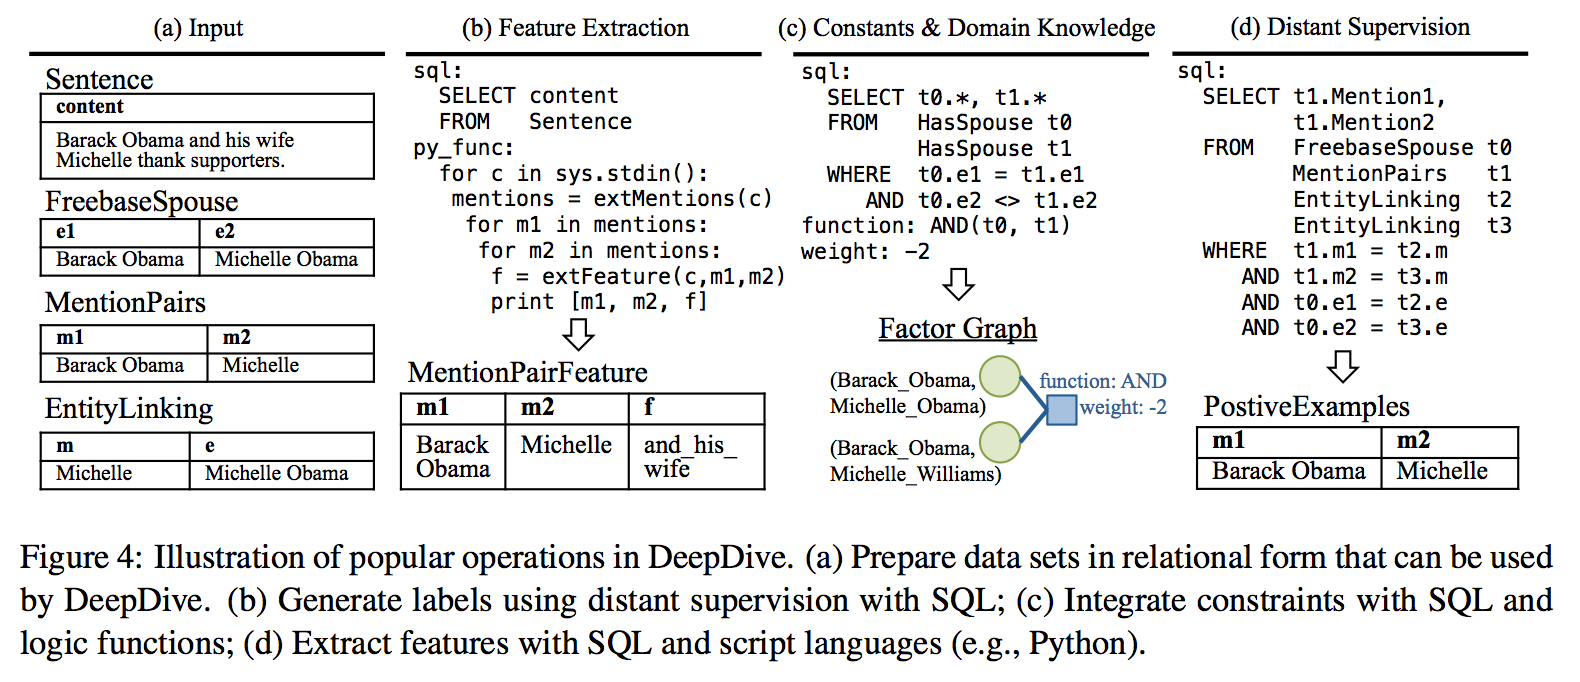 (a) Input
Sentence
content
Barack Obama and his wife
Michelle thank supporters.
FreebaseSpouse
e1 e2
Barack Obama Michelle Obama
MentionPairs
m1 m2
Barack Obama Michelle
EntityLinking
m e
Michelle Michelle Obama
(b) Feature Extraction
sql:
SELECT content
FROM Sentence
py_func:
for c in sys.stdin():
mentions = extMentions(c)
for m1 in mentions:
for m2 in mentions:
f = extFeature(c,m1,m2)
print [m1, m2, f]
MentionPairFeature
m1 m2 f
Barack Michelle and_his_
Obama wife
(c) Constants & Domain Knowledge
sql:
SELECT t0.*, t1.*
FROM HasSpouse t0
HasSpouse t1
WHERE t0.e1 = t1.e1
AND t0.e2 <> t1.e2
function: AND(t0, t1)
weight: -2
Factor Graph
(Barack_Obama,
Michelle_Obama)
(Barack_Obama,
Michelle_Williams)
function: AND
weight: -2
(d) Distant Supervision
sql:
SELECT t1.Mention1,
t1.Mention2
FROM FreebaseSpouse t0
MentionPairs t1
EntityLinking t2
EntityLinking t3
WHERE t1.m1 = t2.m
AND t1.m2 = t3.m
AND t0.e1 = t2.e
AND t0.e2 = t3.e
PostiveExamples
m1 m2
Barack Obama Michelle
Figure 4: Illustration of popular operations in DeepDive. (a) Prepare data sets in relational form that can be used
by DeepDive. (b) Generate labels using distant supervision with SQL; (c) Integrate constraints with SQL and
logic functions; (d) Extract features with SQL and script languages (e.g., Python).